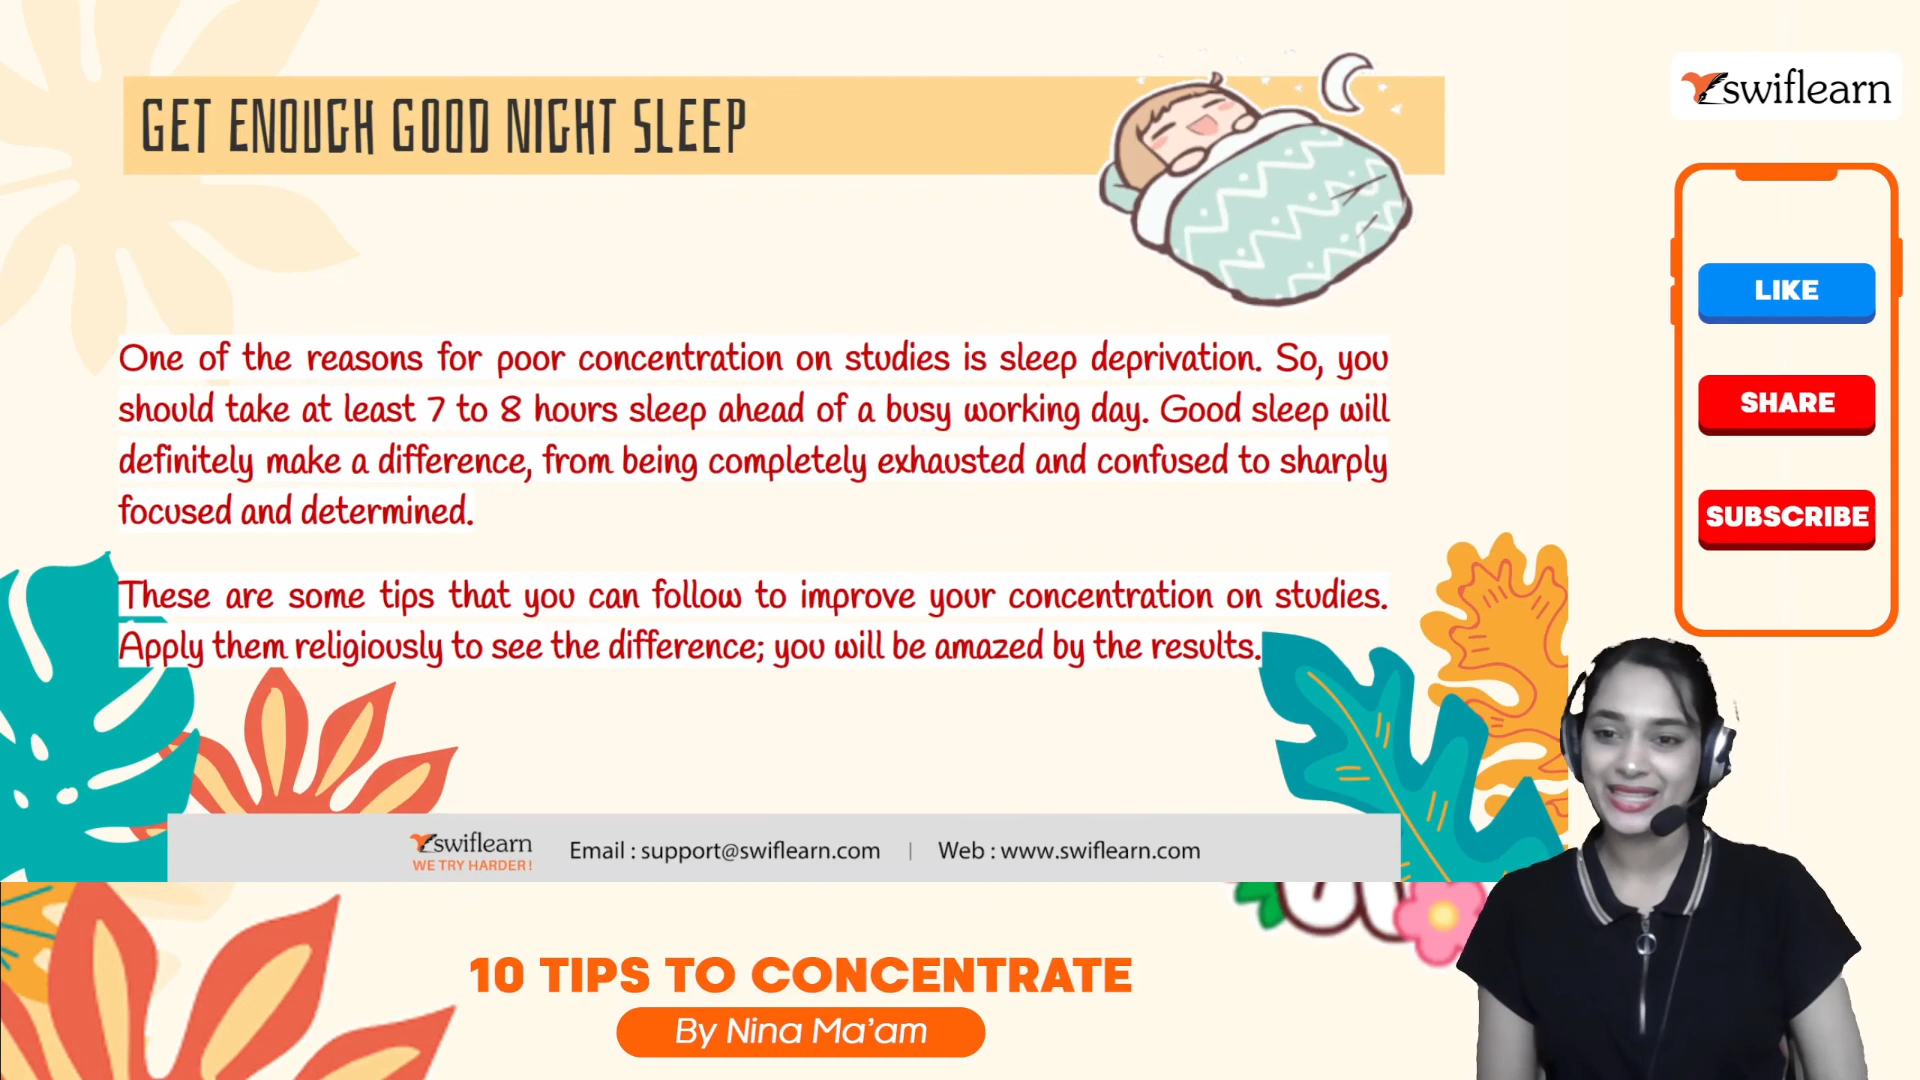 GET ENOUGH GOOD NIGHT SLEEP
swiflearn
LIKE
SHARE
SUBSCRIBE
One of the reasons for poor concentration on studies is sleep deprivation. So, you
should take at least 7 to 8 hours sleep ahead of a busy working day. Good sleep will
definitely make a difference, from being completely exhausted and confused to sharply
focused and determined.
These are some tips that you can follow to improve your concentration on studies.
Apply them religiously to see the difference; you will be amazed by the results.
swiflearn
WE TRY HARDER!
Email : support@swiflearn.com | Web : www.swiflearn.com
10 TIPS TO CONCENTRATE
By Nina Ma'am